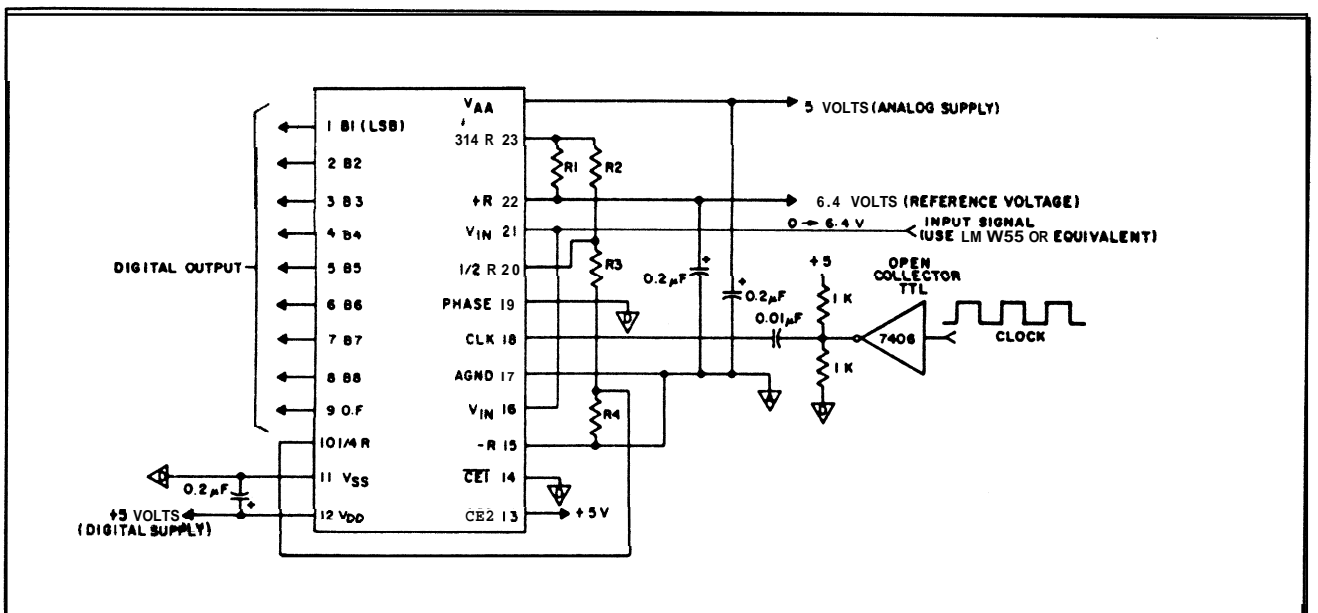 VAA
5 VOLTS (ANALOG SUPPLY)
1 B1 (LSB)
314 R 23
R1
R2
2 B2
3 B3
+R 22
6.4 VOLTS (REFERENCE VOLTAGE)
0 → 6.4 V
INPUT SIGNAL
(USE LM W55 OR EQUIVALENT)
4 B4
VIN 21
DIGITAL OUTPUT
5 B5
1/2 R 20
R3
0.2µF
+
+5
OPEN
COLLECTOR
TTL
6 B6
PHASE 19
D
+
0.2µF
1 K
0.01µF
7 B7
CLK 18
7406
CLOCK
1 K
8 B8
AGND 17
A
D
9 O.F
VIN 16
R4
10 1/4 R
-R 15
D
11 VSS
CE1 14
D
0.2µF
+
+5 VOLTS
(DIGITAL SUPPLY)
12 VDD
CE2 13
+5V